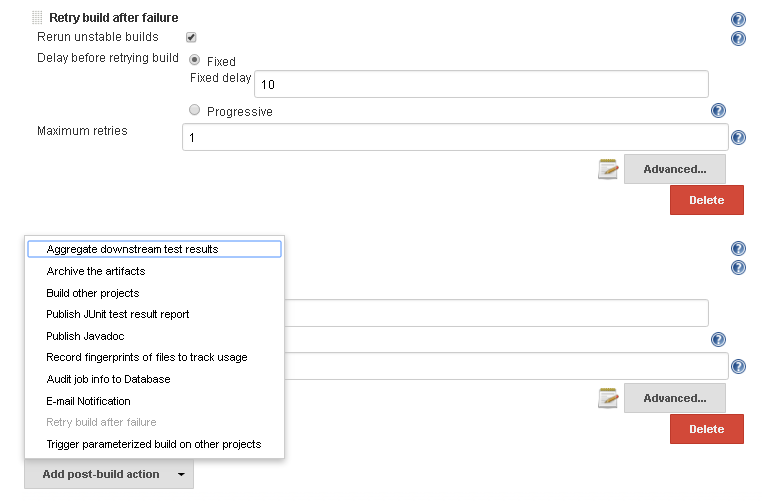 Retry build after failure
Rerun unstable builds
Delay before retrying build
Fixed
Fixed delay
10
Progressive
Maximum retries
1
Advanced...
Delete
Aggregate downstream test results
Archive the artifacts
Build other projects
Publish JUnit test result report
Publish Javadoc
Record fingerprints of files to track usage
Audit job info to Database
E-mail Notification
Retry build after failure
Trigger parameterized build on other projects
Advanced...
Delete
Add post-build action